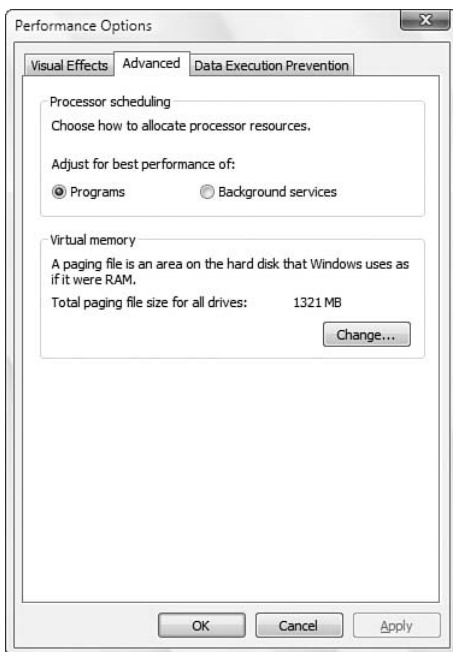 Performance Options
Visual Effects Advanced Data Execution Prevention
Processor scheduling
Choose how to allocate processor resources.
Adjust for best performance of:
Programs Background services
Virtual memory
A paging file is an area on the hard disk that Windows uses as
if it were RAM.
Total paging file size for all drives: 1321 MB
Change...
OK Cancel Apply